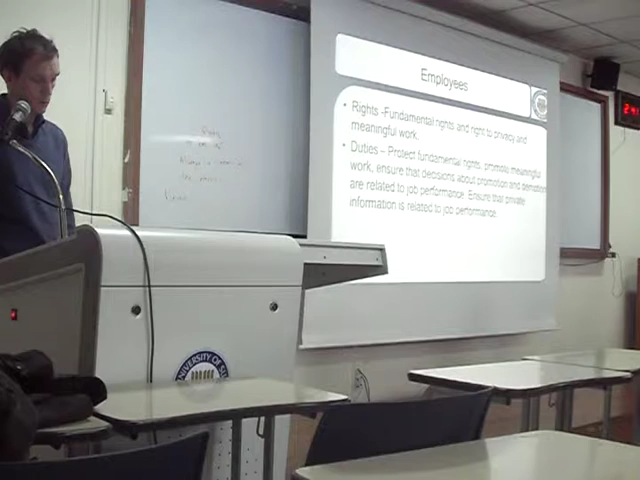 Employees
• Rights -Fundamental rights and right to privacy and
meaningful work.
• Duties – Protect fundamental rights, promote meaningful
work, ensure that decisions about promotion and demotion
are related to job performance. Ensure that private
information is related to job performance.
UNIVERSITY OF